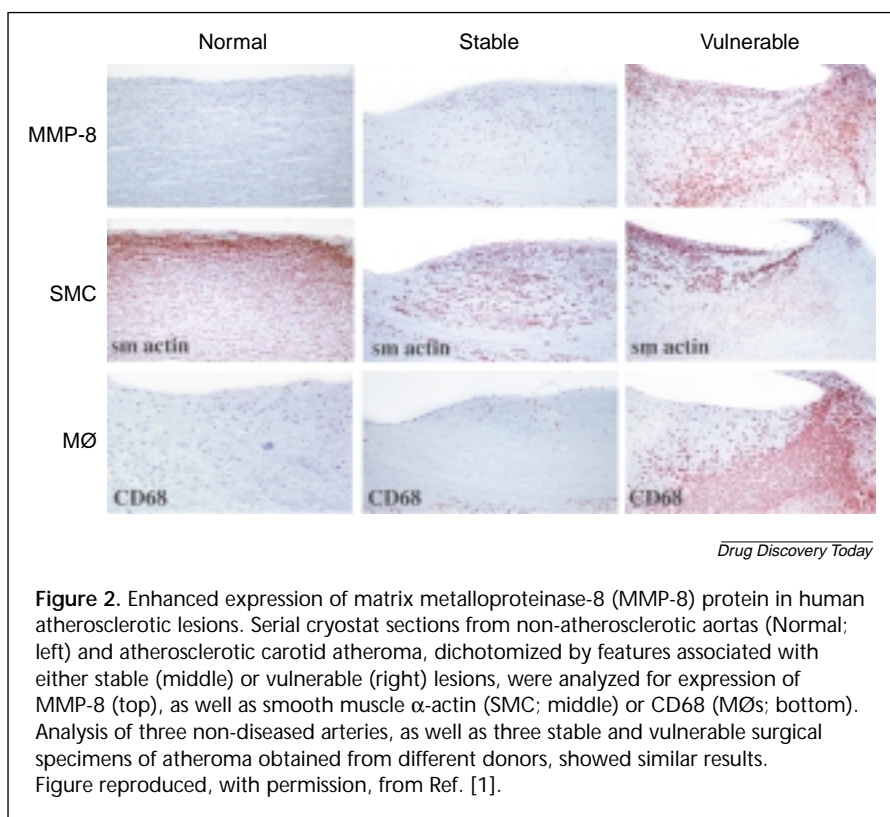 Normal Stable Vulnerable
MMP-8
SMC
sm actin sm actin sm actin
MØ
CD68 CD68 CD68
Drug Discovery Today
Figure 2. Enhanced expression of matrix metalloproteinase-8 (MMP-8) protein in human
atherosclerotic lesions. Serial cryostat sections from non-atherosclerotic aortas (Normal;
left) and atherosclerotic carotid atheroma, dichotomized by features associated with
either stable (middle) or vulnerable (right) lesions, were analyzed for expression of
MMP-8 (top), as well as smooth muscle α-actin (SMC; middle) or CD68 (MØs; bottom).
Analysis of three non-diseased arteries, as well as three stable and vulnerable surgical
specimens of atheroma obtained from different donors, showed similar results.
Figure reproduced, with permission, from Ref. [1].